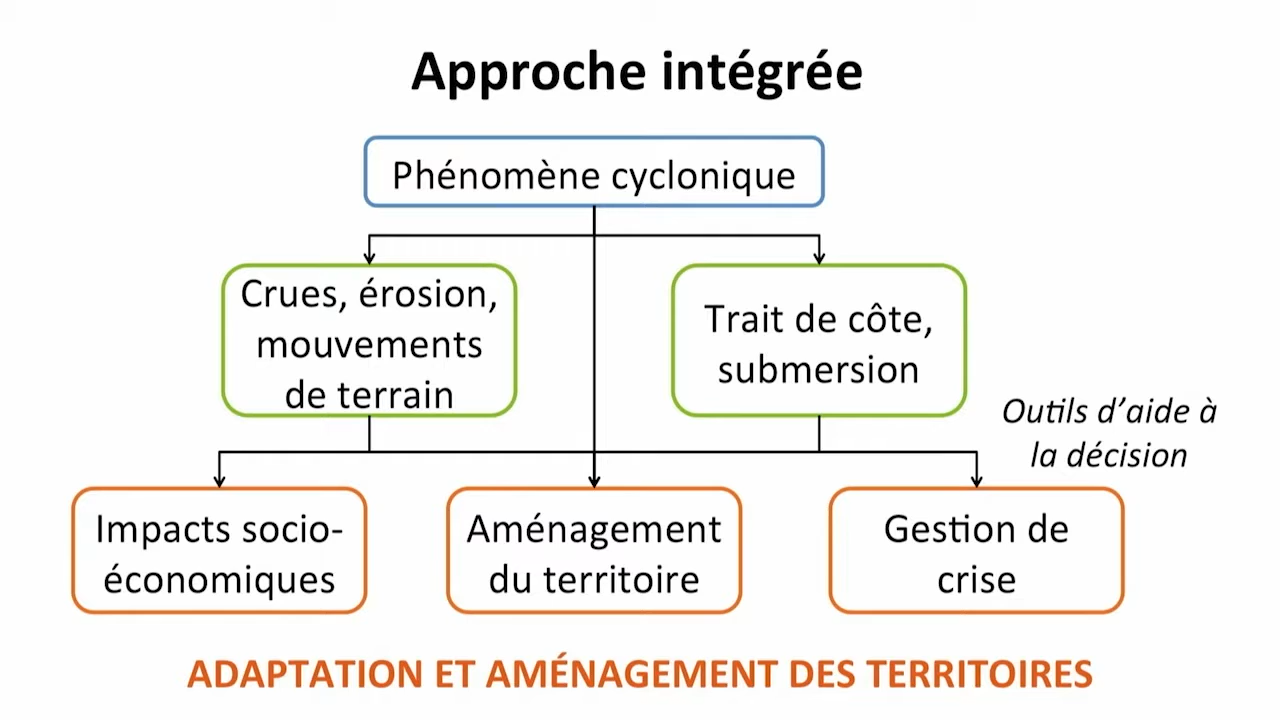 Approche intégrée
Phénomène cyclonique
Crues, érosion,
mouvements
de terrain
Trait de côte,
submersion
Outils d’aide à
la décision
Impacts socio-
économiques
Aménagement
du territoire
Gestion de
crise
ADAPTATION ET AMÉNAGEMENT DES TERRITOIRES